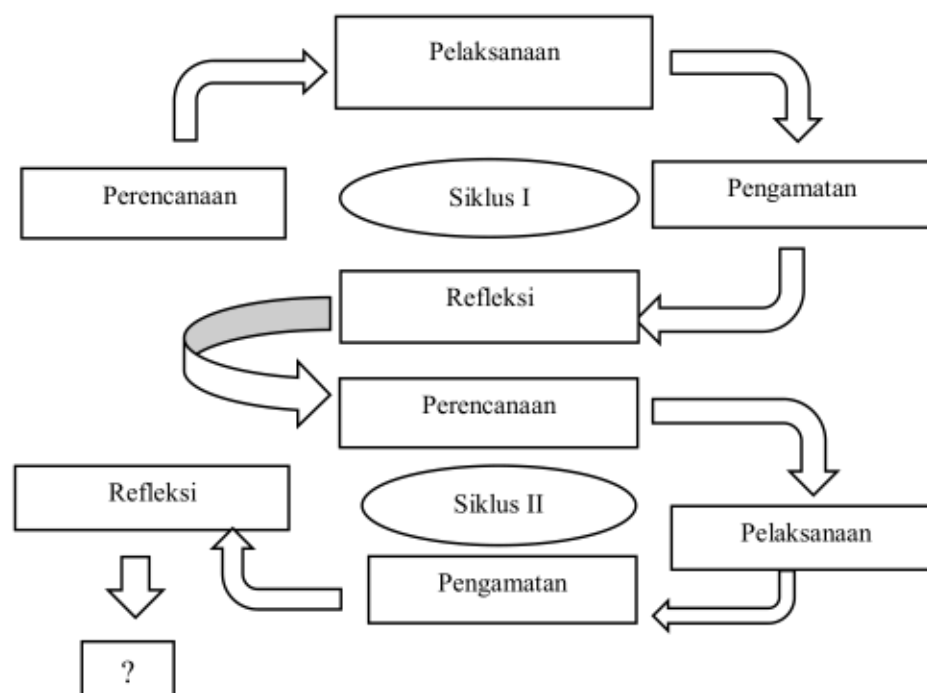 Pelaksanaan
Perencanaan
Siklus I
Pengamatan
Refleksi
Perencanaan
Refleksi
Siklus II
Pelaksanaan
Pengamatan
?